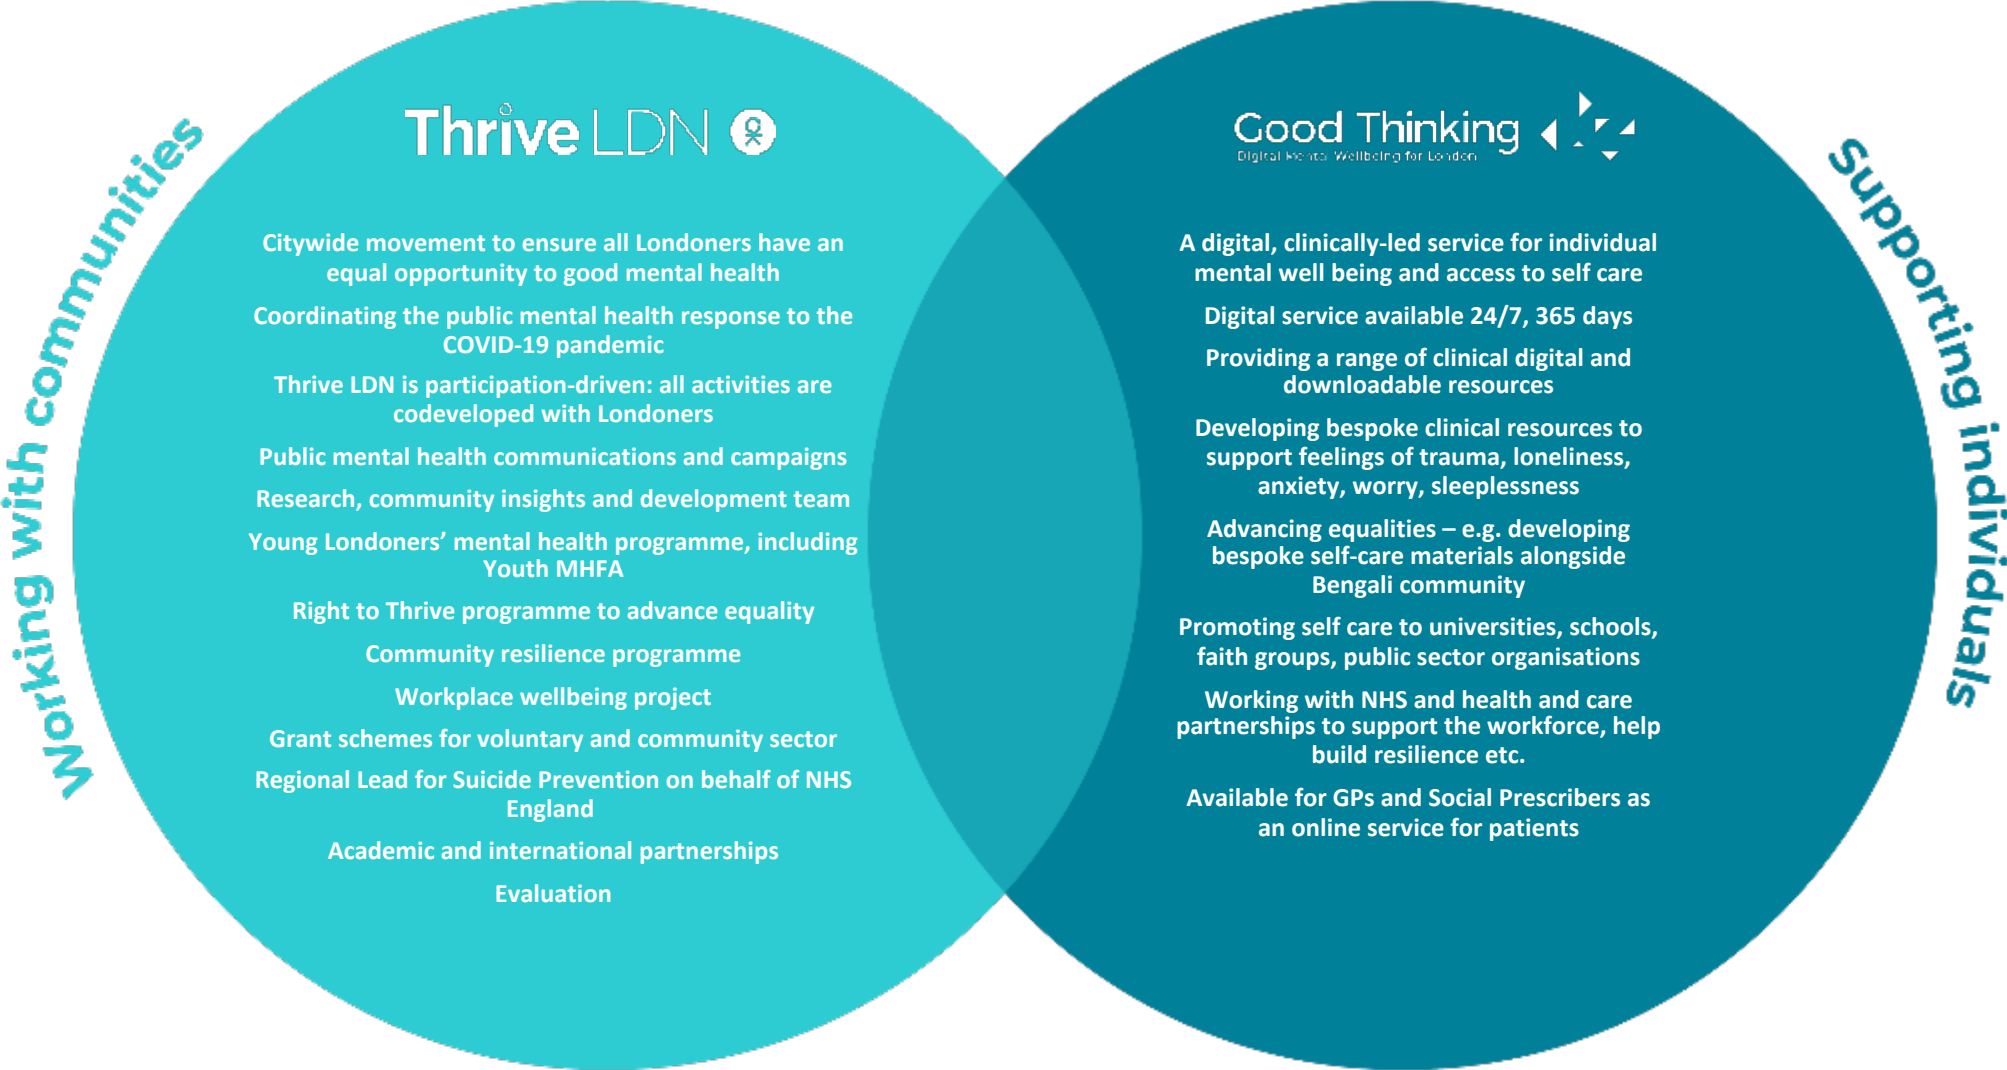 Working with communities
Thrive LDN
Citywide movement to ensure all Londoners have an
equal opportunity to good mental health
Coordinating the public mental health response to the
COVID-19 pandemic
Thrive LDN is participation-driven: all activities are
codeveloped with Londoners
Public mental health communications and campaigns
Research, community insights and development team
Young Londoners’ mental health programme, including
Youth MHFA
Right to Thrive programme to advance equality
Community resilience programme
Workplace wellbeing project
Grant schemes for voluntary and community sector
Regional Lead for Suicide Prevention on behalf of NHS
England
Academic and international partnerships
Evaluation
Good Thinking
Digital Mental Wellbeing for London
A digital, clinically-led service for individual
mental well being and access to self care
Digital service available 24/7, 365 days
Providing a range of clinical digital and
downloadable resources
Developing bespoke clinical resources to
support feelings of trauma, loneliness,
anxiety, worry, sleeplessness
Advancing equalities – e.g. developing
bespoke self-care materials alongside
Bengali community
Promoting self care to universities, schools,
faith groups, public sector organisations
Working with NHS and health and care
partnerships to support the workforce, help
build resilience etc.
Available for GPs and Social Prescribers as
an online service for patients
Supporting individuals